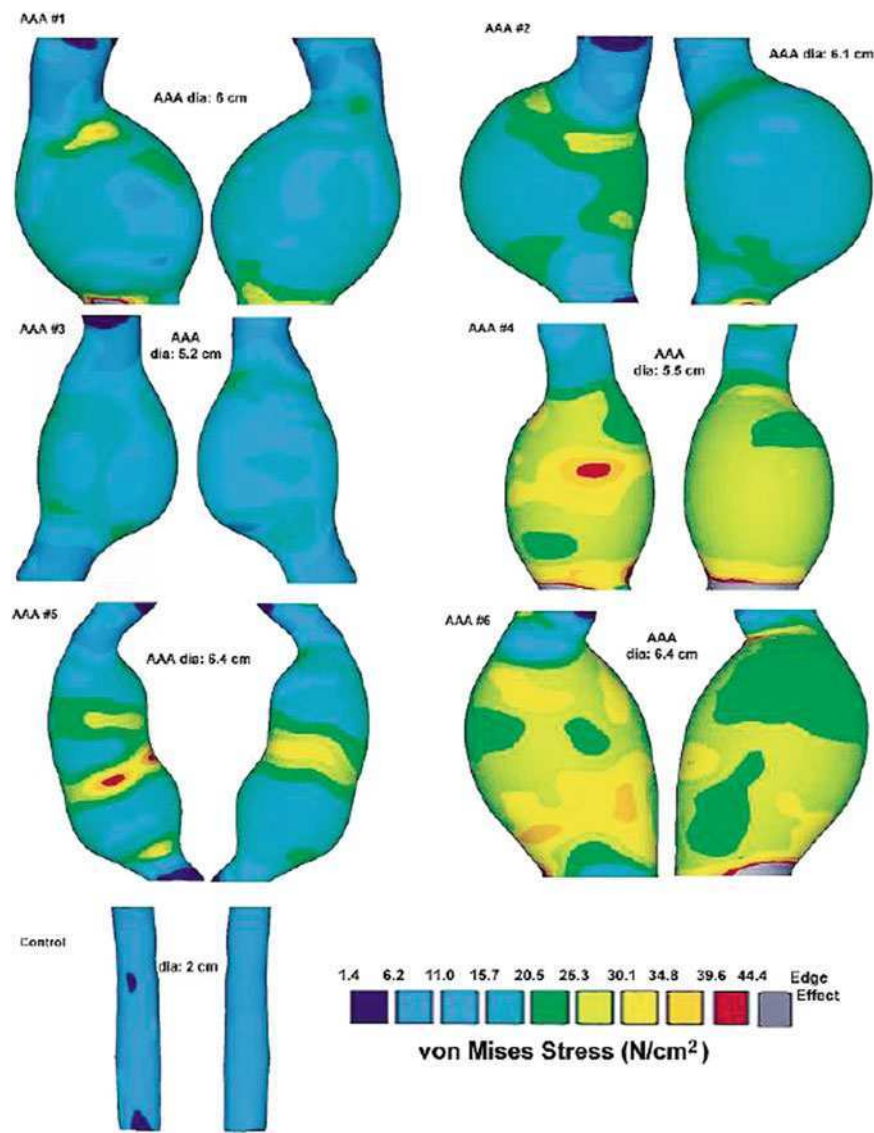 AAA #1
AAA dia: 6 cm
AAA #2
AAA dia: 6.1 cm
AAA #3
AAA
dia: 5.2 cm
AAA #4
AAA
dia: 5.5 cm
AAA #5
AAA dia: 6.4 cm
AAA #6
AAA
dia: 6.4 cm
Control
dia: 2 cm
1.4 6.2 11.0 15.7 20.5 25.3 30.1 34.8 39.6 44.4 Edge
Effect
von Mises Stress (N/cm²)